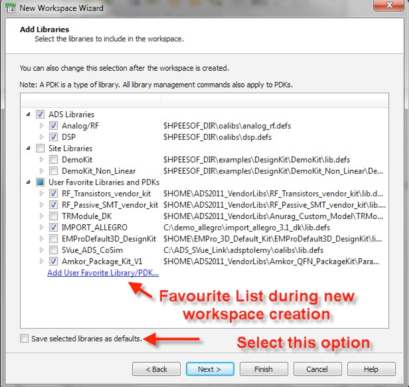 New Workspace Wizard
Add Libraries
Select the libraries to include in the workspace.
You can also change this selection after the workspace is created.
Note: A PDK is a type of library. All library management commands also apply to PDKs.
ADS Libraries
Analog/RF $HPEESOF_DIR\oalibs\analog_rf.defs
DSP $HPEESOF_DIR\oalibs\dsp.defs
Site Libraries
DemoKit $HPEESOF_DIR\examples\DesignKit\DemoKit\lib.defs
DemoKit_Non_Linear $HPEESOF_DIR\examples\DesignKit\DemoKit_Non_Linear\De...
User Favorite Libraries and PDKs
RF_Transistors_vendor_kit $HOME\ADS2011_VendorLibs\RF_Transistors_vendor_kit\lib.d...
RF_Passive_SMT_vendor_kit $HOME\ADS2011_VendorLibs\RF_Passive_SMT_vendor_kit\lib...
TRModule_DK $HOME\ADS2011_VendorLibs\Anurag_Custom_Model\TRMo...
IMPORT_ALLEGRO C:\demo_allegro\import_allegro_3.1_dk\lib.defs
EMProDefault3D_DesignKit $HOME\EMPro_3D_Default_Kit\EMProDefault3D_DesignKit\li...
SVue_ADS_CoSim C:\ADS_SVue_Link\adsptolemy\oalibs\lib.defs
Amkor_Package_Kit_V1 $HOME\ADS2011_VendorLibs\Amkor_QFN_PackageKit\Para...
Add User Favorite Library/PDK...
Favourite List during new
workspace creation
Save selected libraries as defaults.
Select this option
< Back Next > Finish Cancel Help